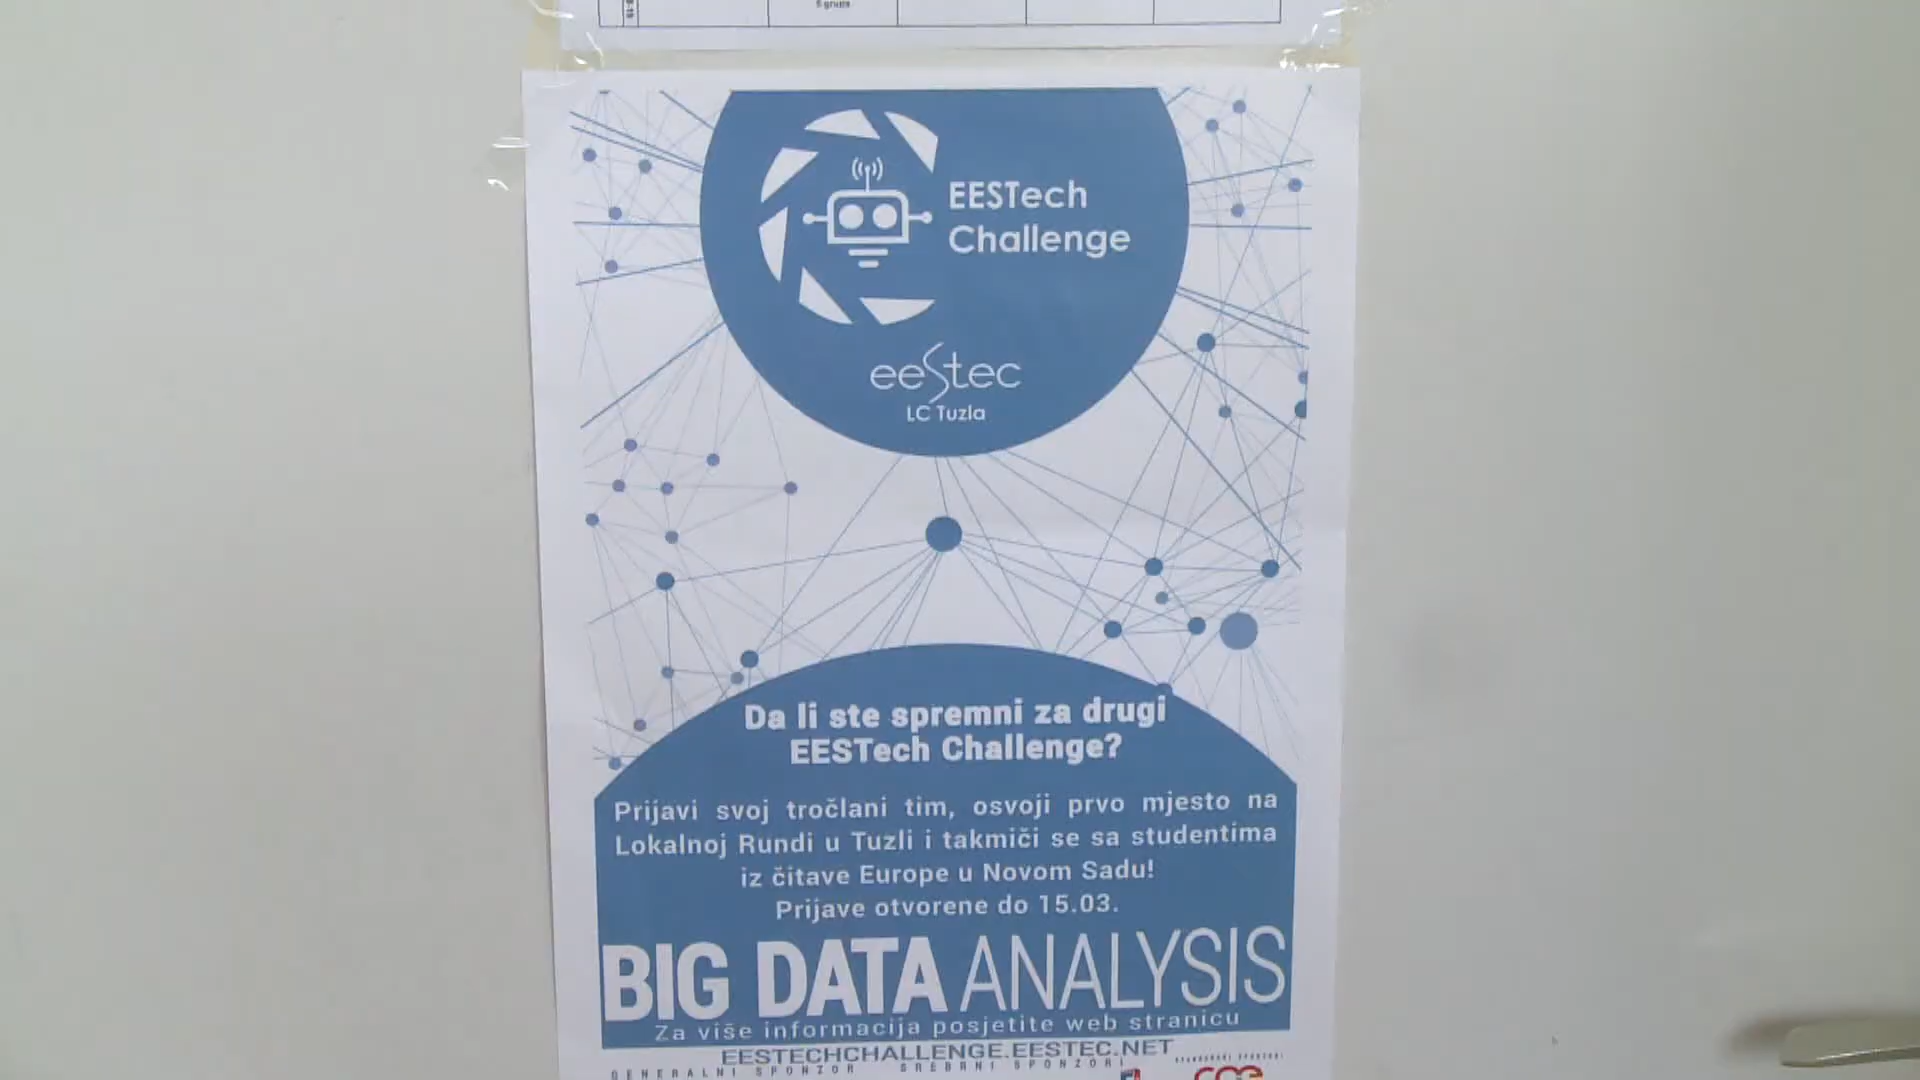 5 grupa
EESTech
Challenge
eestec
LC Tuzla
Da li ste spremni za drugi
EESTech Challenge?
Prijavi svoj tročlani tim, osvoji prvo mjesto na
Lokalnoj Rundi u Tuzli i takmiči se sa studentima
iz čitave Europe u Novom Sadu!
Prijave otvorene do 15.03.
BIG DATA ANALYSIS
Za više informacija posjetite web stranicu
EESTECHCHALLENGE.EESTEC.NET
GENERALNI SPONZOR SREBRNI SPONZORI